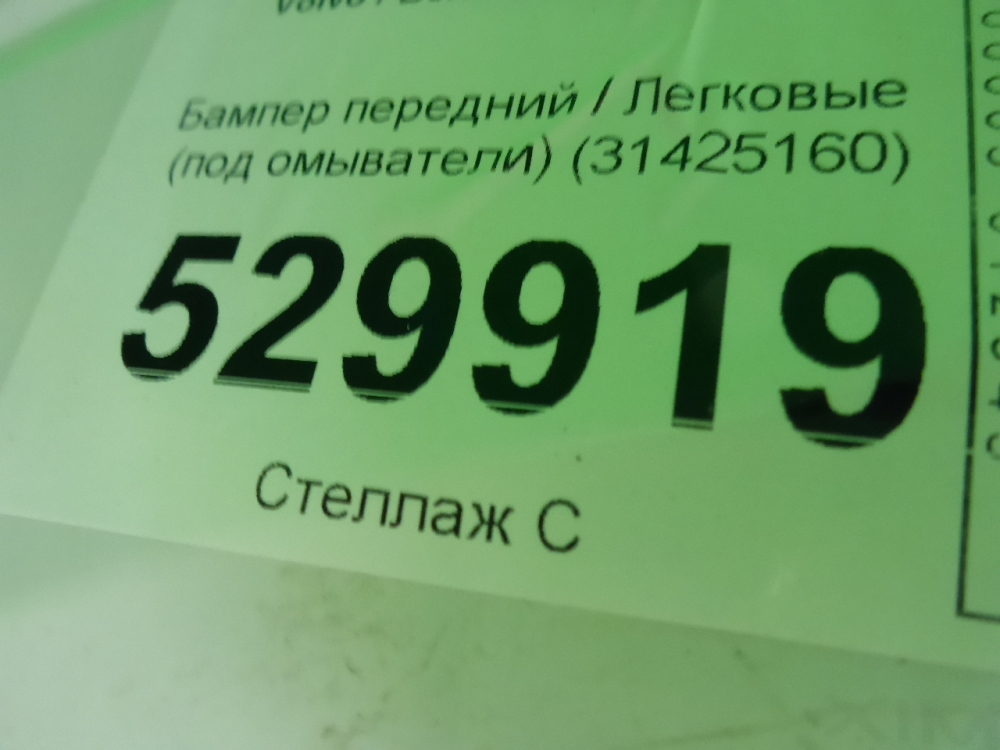 Бампер передний / Легковые
(под омыватели) (31425160)
529919
Стеллаж С